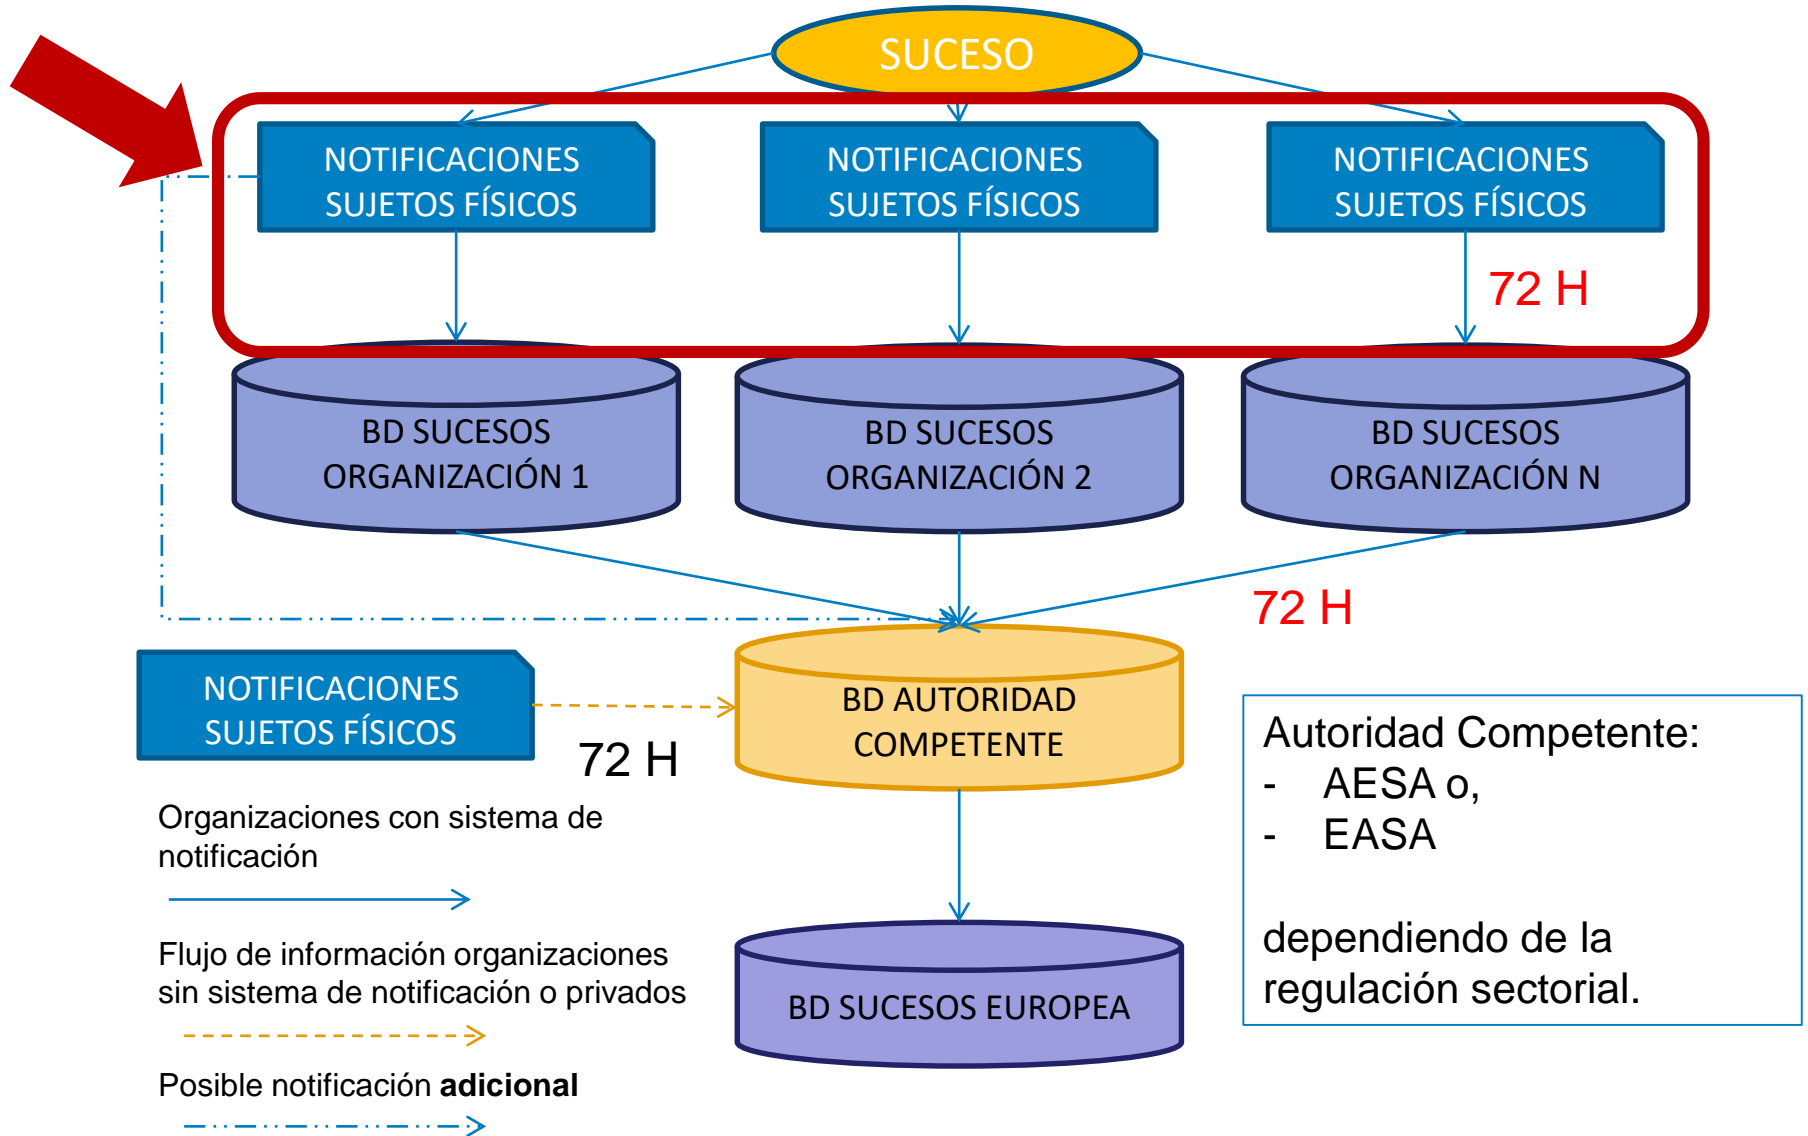 SUCESO
NOTIFICACIONES
SUJETOS FÍSICOS
NOTIFICACIONES
SUJETOS FÍSICOS
NOTIFICACIONES
SUJETOS FÍSICOS
72 H
BD SUCESOS
ORGANIZACIÓN 1
BD SUCESOS
ORGANIZACIÓN 2
BD SUCESOS
ORGANIZACIÓN N
72 H
NOTIFICACIONES
SUJETOS FÍSICOS
72 H
BD AUTORIDAD
COMPETENTE
Autoridad Competente:
- AESA o,
- EASA
dependiendo de la
regulación sectorial.
Organizaciones con sistema de
notificación
Flujo de información organizaciones
sin sistema de notificación o privados
Posible notificación adicional
BD SUCESOS EUROPEA